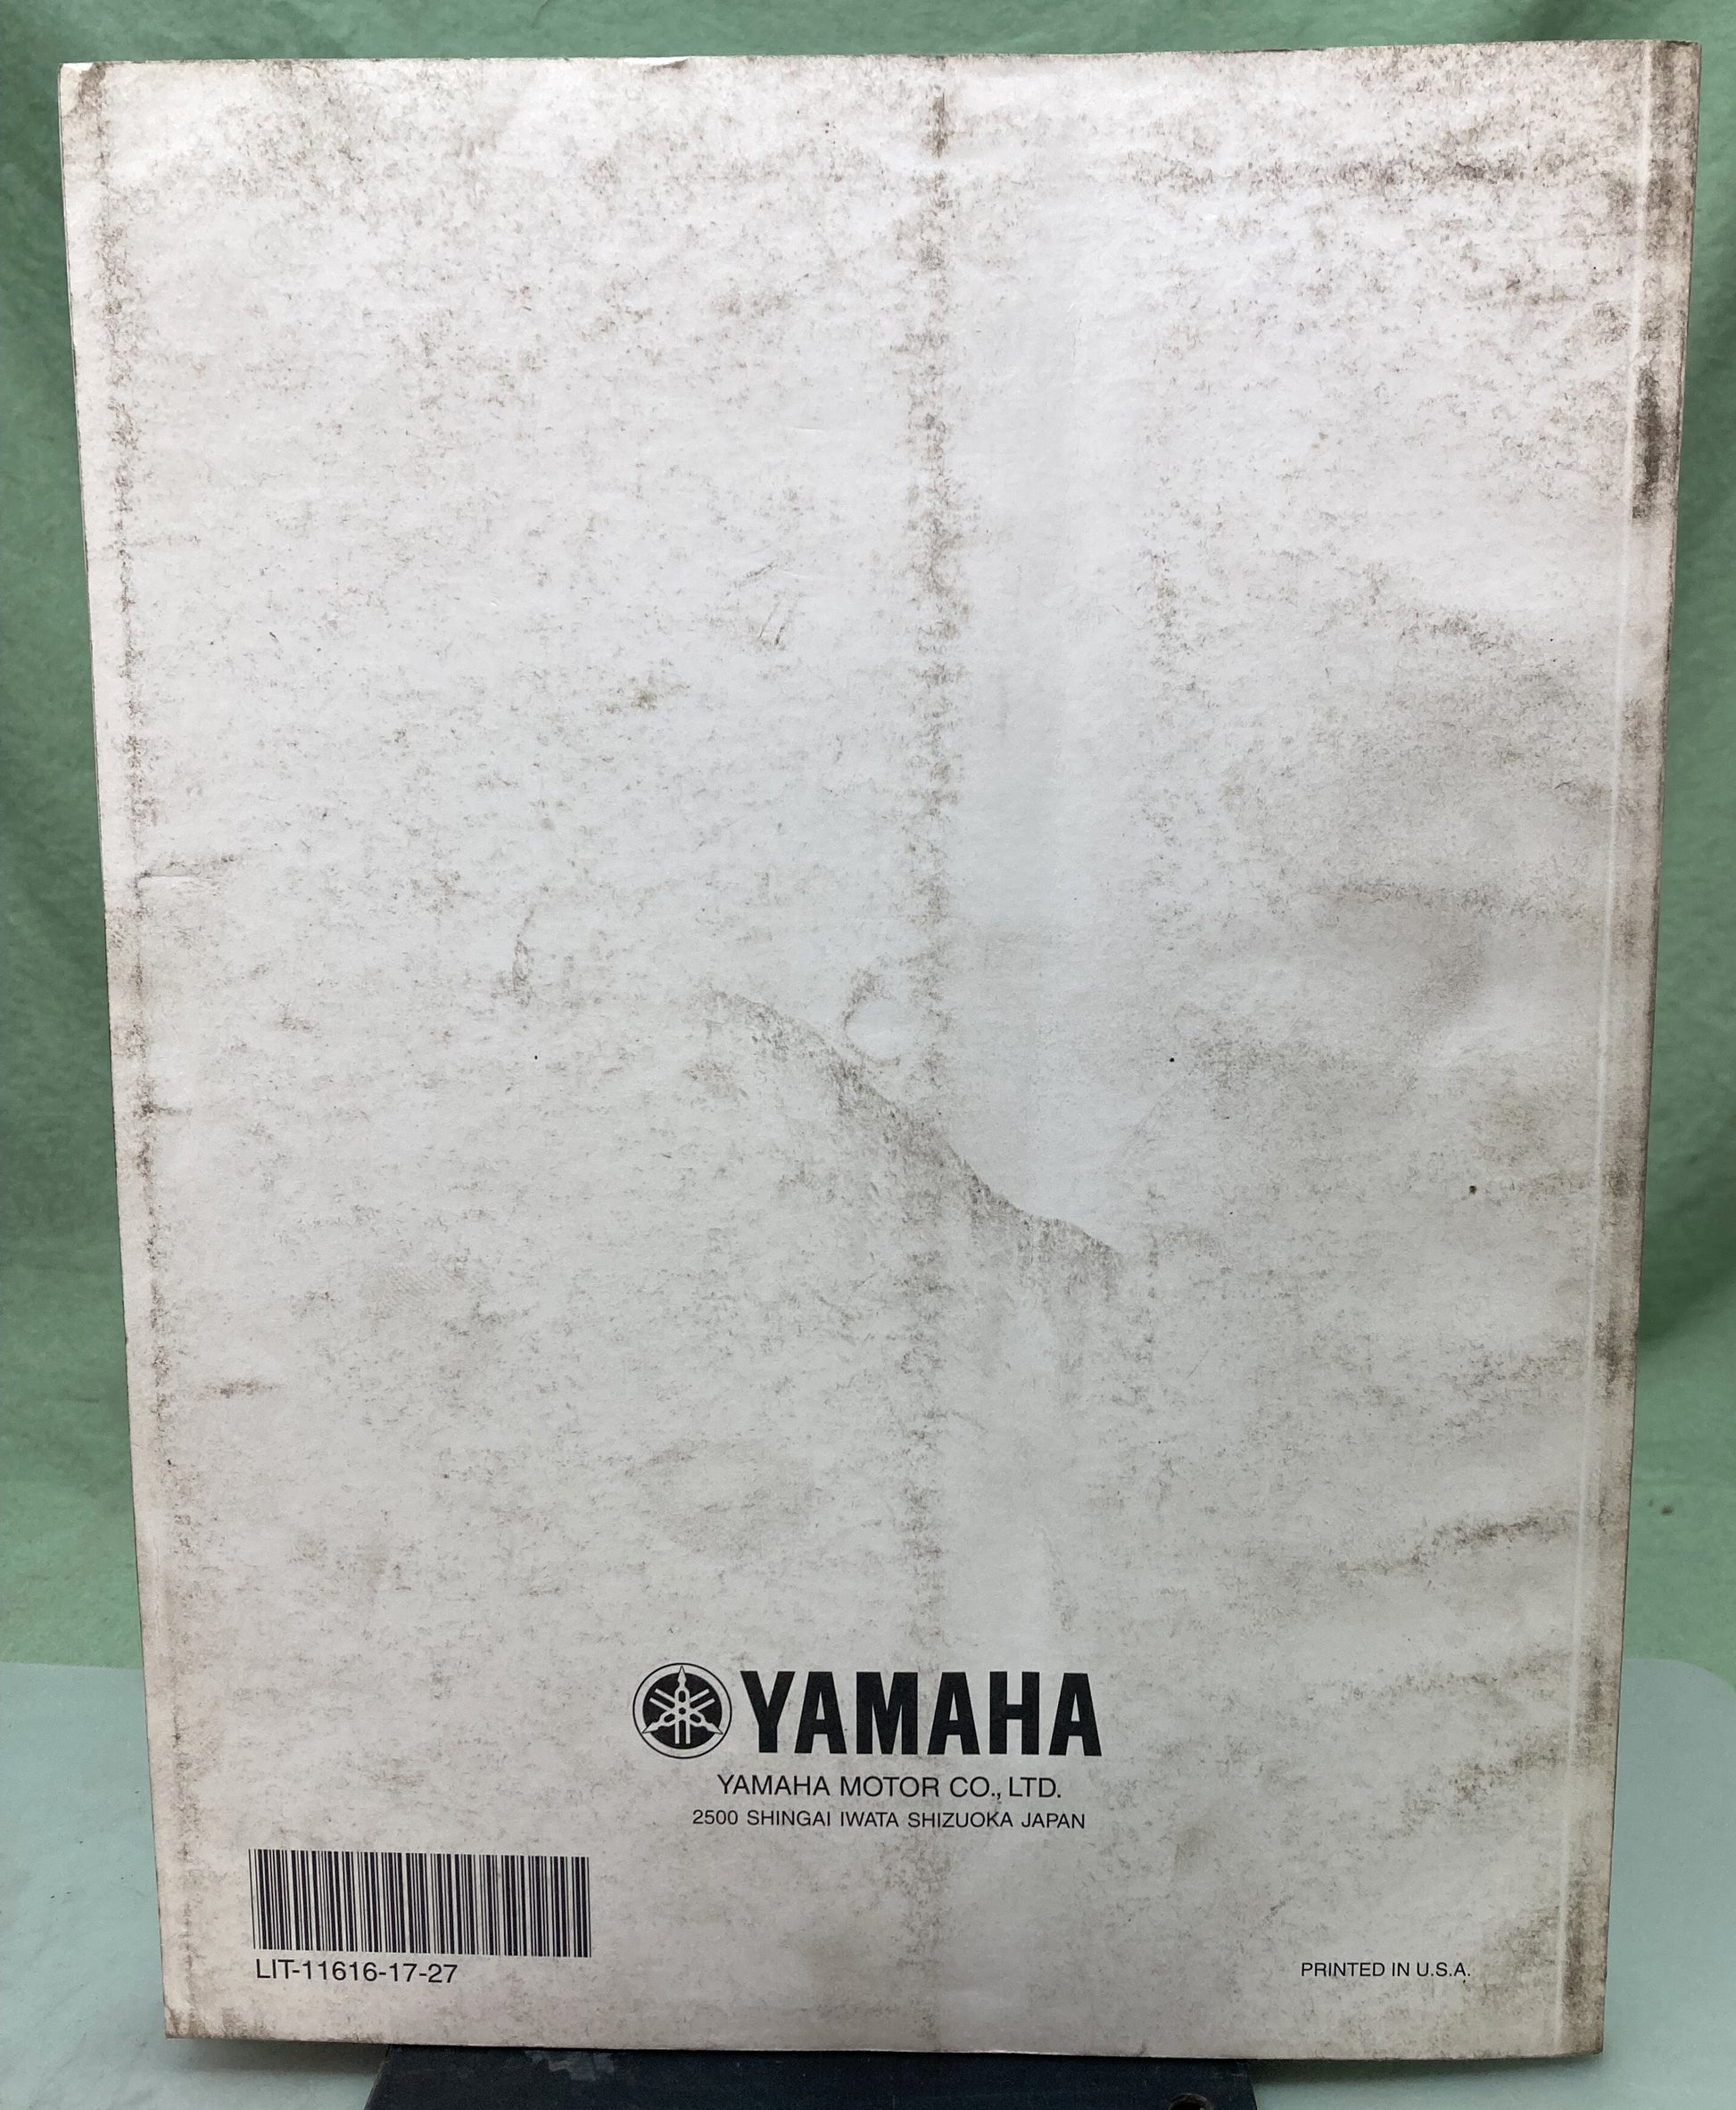 YAMAHA
YAMAHA MOTOR CO., LTD.
2500 SHINGAI IWATA SHIZUOKA JAPAN
LIT-11616-17-27
PRINTED IN U.S.A.